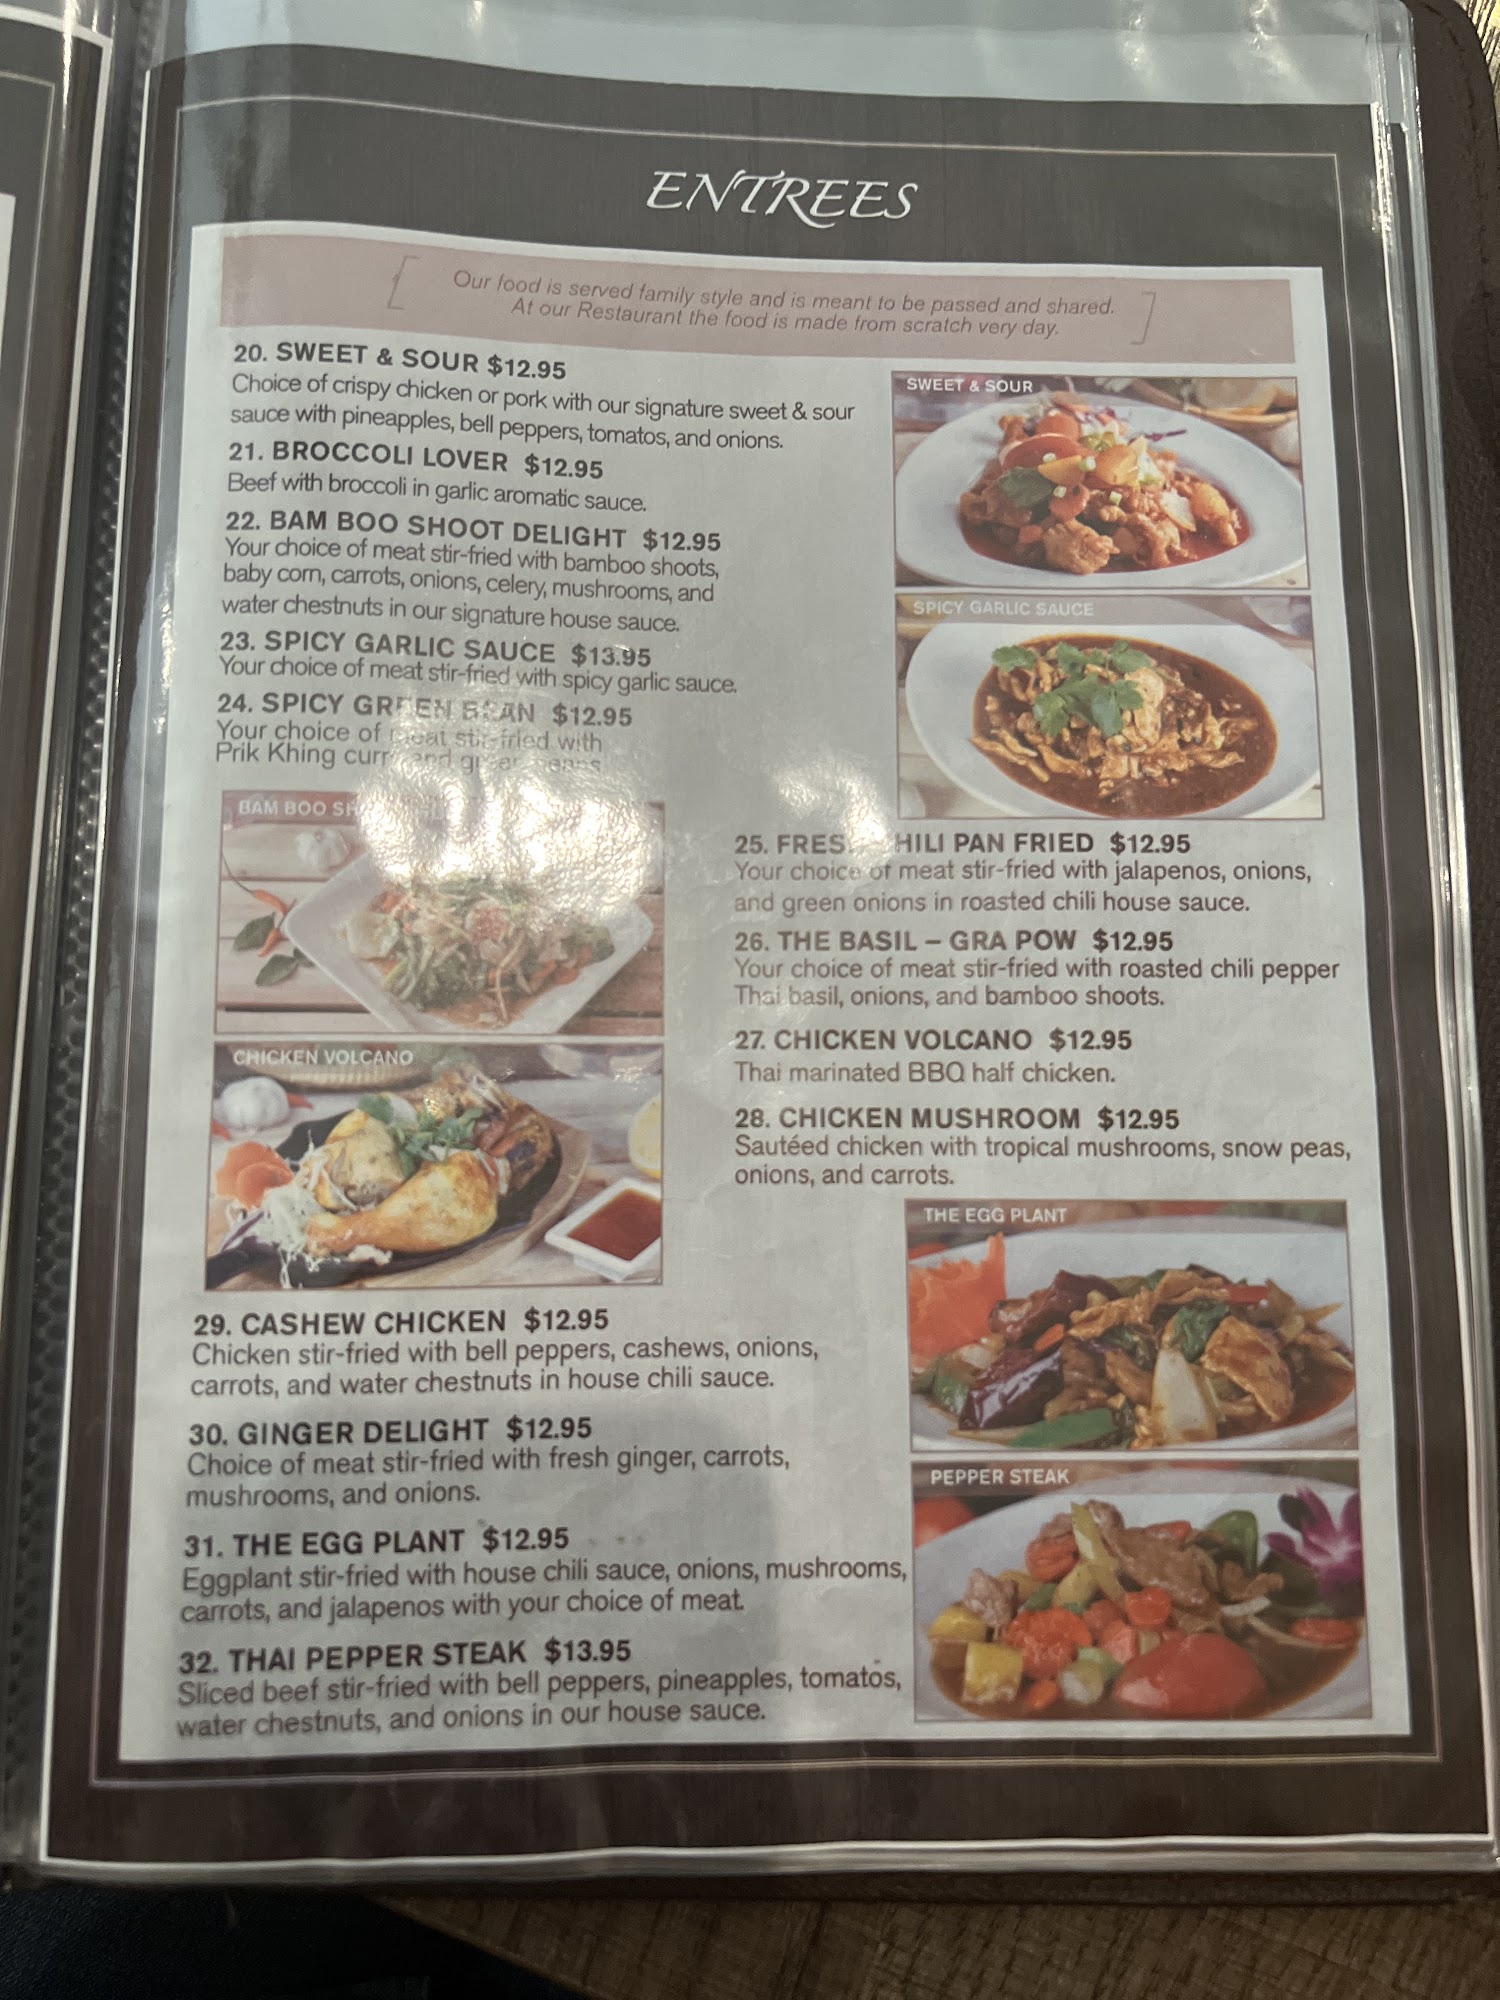 ENTREES
Our food is served family style and is meant to be passed and shared.
At our Restaurant the food is made from scratch very day.
20. SWEET & SOUR $12.95
Choice of crispy chicken or pork with our signature sweet & sour
sauce with pineapples, bell peppers, tomatos, and onions.
21. BROCCOLI LOVER $12.95
Beef with broccoli in garlic aromatic sauce.
22. BAM BOO SHOOT DELIGHT $12.95
Your choice of meat stir-fried with bamboo shoots,
baby corn, carrots, onions, celery, mushrooms, and
water chestnuts in our signature house sauce.
23. SPICY GARLIC SAUCE $13.95
Your choice of meat stir-fried with spicy garlic sauce.
24. SPICY GREEN BEAN $12.95
Your choice of meat stir-fried with
Prik Khing curry and green
SWEET & SOUR
SPICY GARLIC SAUCE
BAM BOO
CHICKEN VOLCANO
25. FRESH CHILI PAN FRIED $12.95
Your choice of meat stir-fried with jalapenos, onions,
and green onions in roasted chili house sauce.
26. THE BASIL – GRA POW $12.95
Your choice of meat stir-fried with roasted chili pepper
Thai basil, onions, and bamboo shoots.
27. CHICKEN VOLCANO $12.95
Thai marinated BBQ half chicken.
28. CHICKEN MUSHROOM $12.95
Sautéed chicken with tropical mushrooms, snow peas,
onions, and carrots.
THE EGG PLANT
PEPPER STEAK
29. CASHEW CHICKEN $12.95
Chicken stir-fried with bell peppers, cashews, onions,
carrots, and water chestnuts in house chili sauce.
30. GINGER DELIGHT $12.95
Choice of meat stir-fried with fresh ginger, carrots,
mushrooms, and onions.
31. THE EGG PLANT $12.95
Eggplant stir-fried with house chili sauce, onions, mushrooms,
carrots, and jalapenos with your choice of meat.
32. THAI PEPPER STEAK $13.95
Sliced beef stir-fried with bell peppers, pineapples, tomatos,
water chestnuts, and onions in our house sauce.